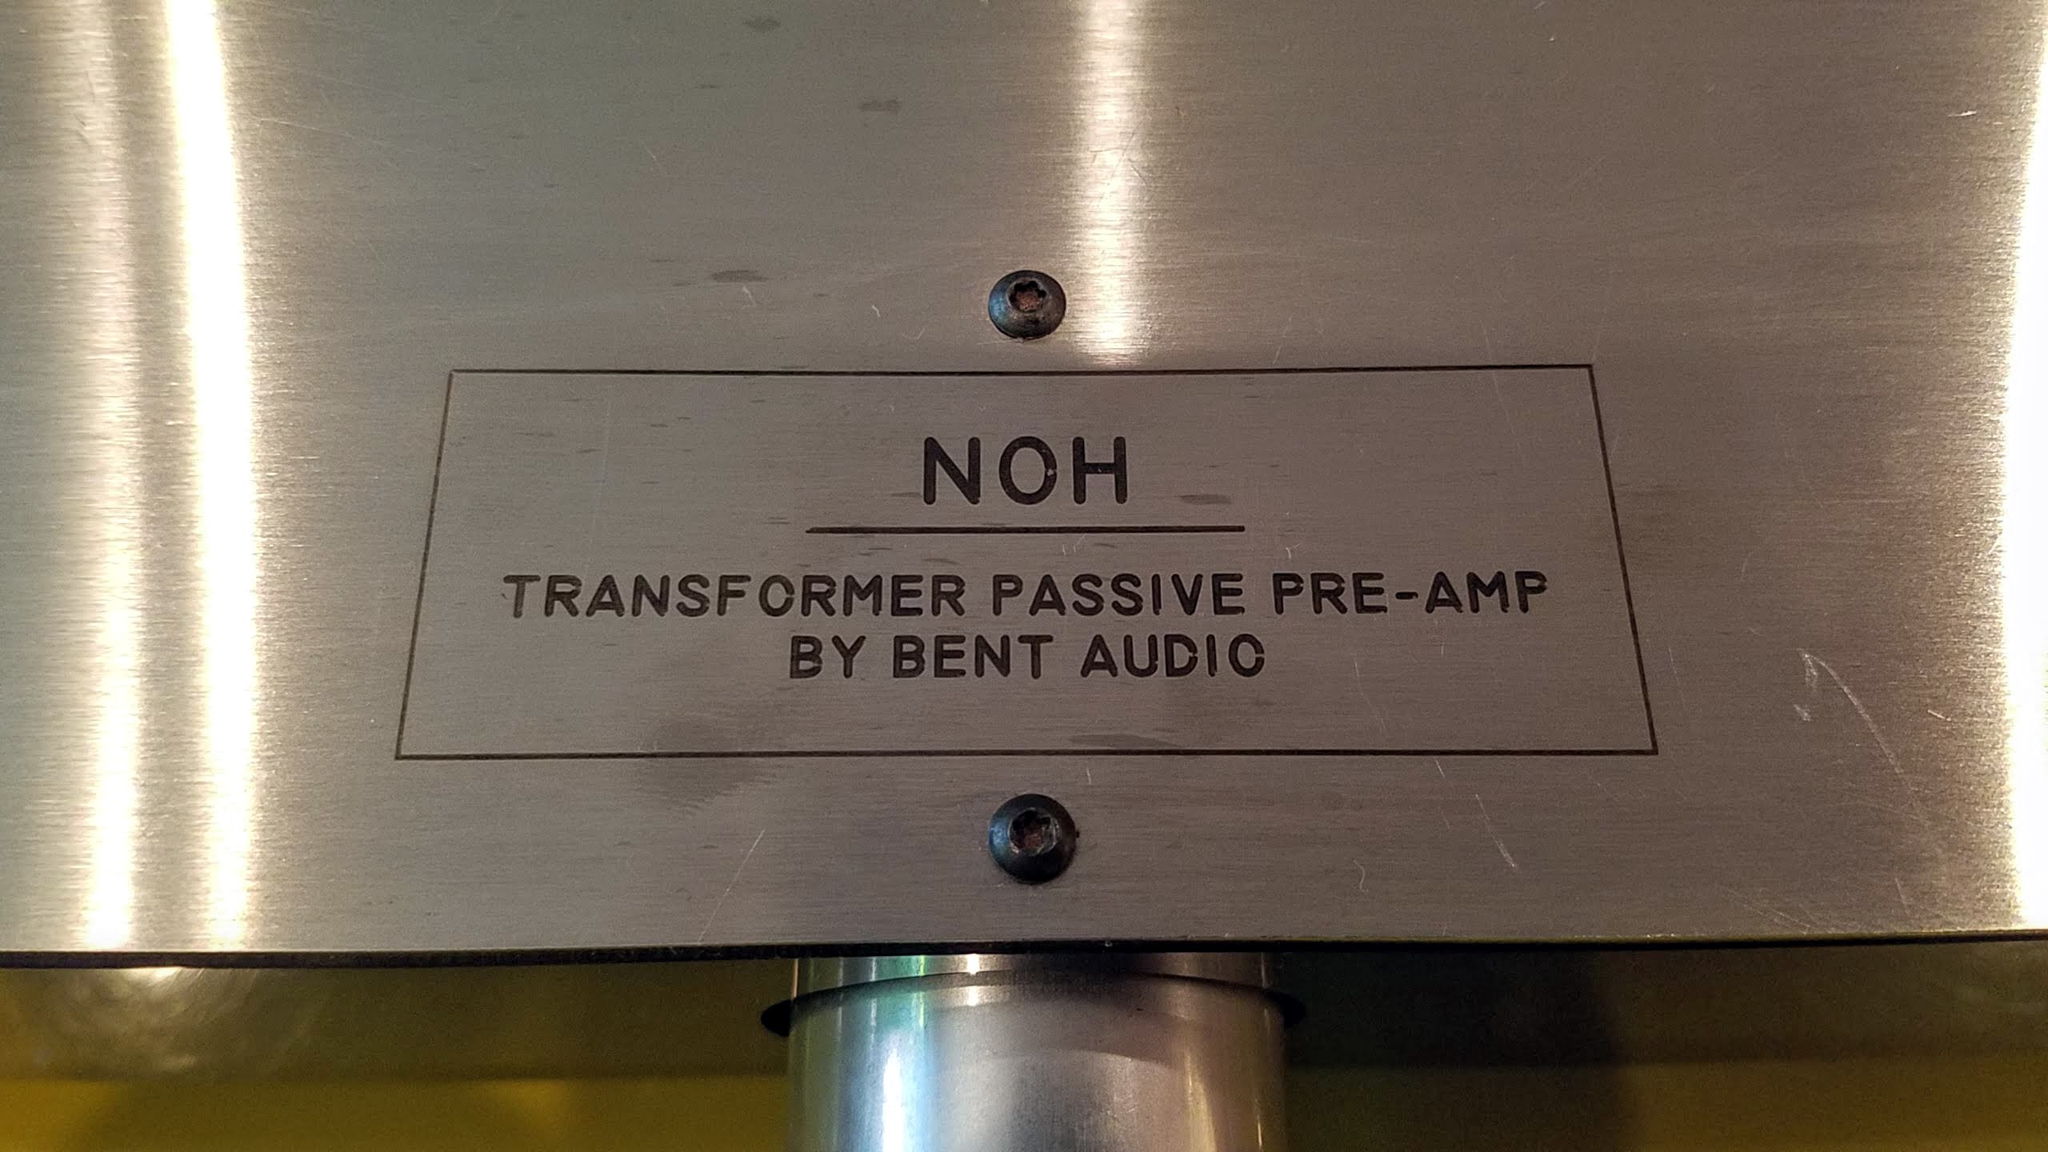 NOH
TRANSFORMER PASSIVE PRE-AMP
BY BENT AUDIO